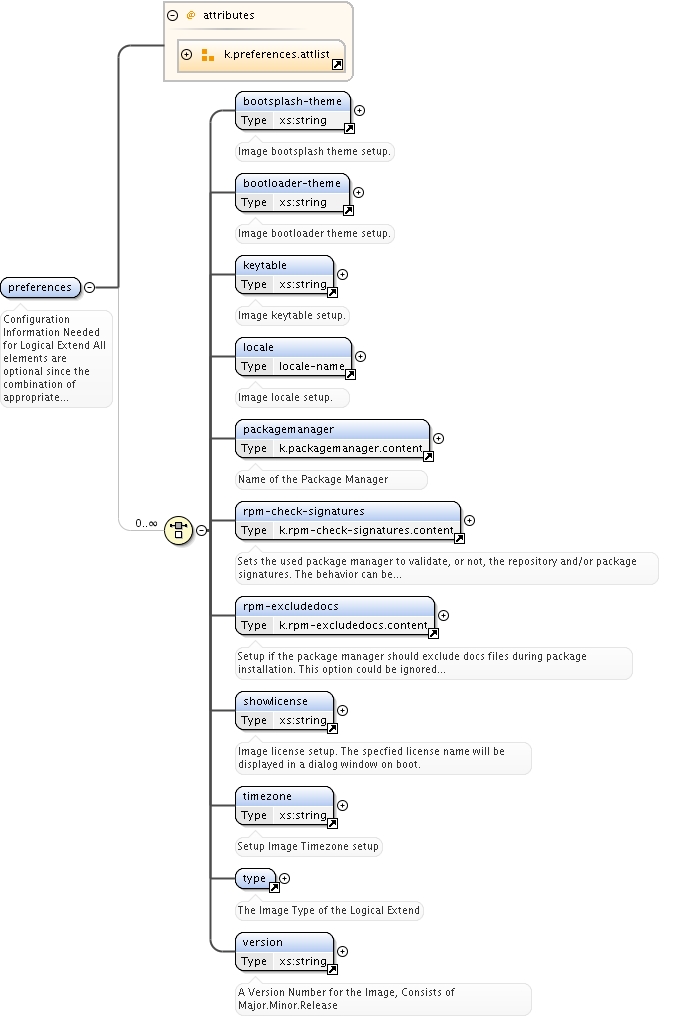 @ attributes
k.preferences.attlist
bootsplash-theme
Type xs:string
Image bootsplash theme setup.
bootloader-theme
Type xs:string
Image bootloader theme setup.
keytable
Type xs:string
Image keytable setup.
preferences
Configuration
Information Needed
for Logical Extend All
elements are
optional since the
combination of
appropriate...
locale
Type locale-name
Image locale setup.
packagemanager
Type k.packagemanager.content
Name of the Package Manager
0..∞
rpm-check-signatures
Type k.rpm-check-signatures.content
Sets the used package manager to validate, or not, the repository and/or package
signatures. The behavior can be...
rpm-excludedocs
Type k.rpm-excludedocs.content
Setup if the package manager should exclude docs files during package
installation. This option could be ignored...
showlicense
Type xs:string
Image license setup. The specfied license name will be
displayed in a dialog window on boot.
timezone
Type xs:string
Setup Image Timezone setup
type
The Image Type of the Logical Extend
version
Type xs:string
A Version Number for the Image, Consists of
Major.Minor.Release